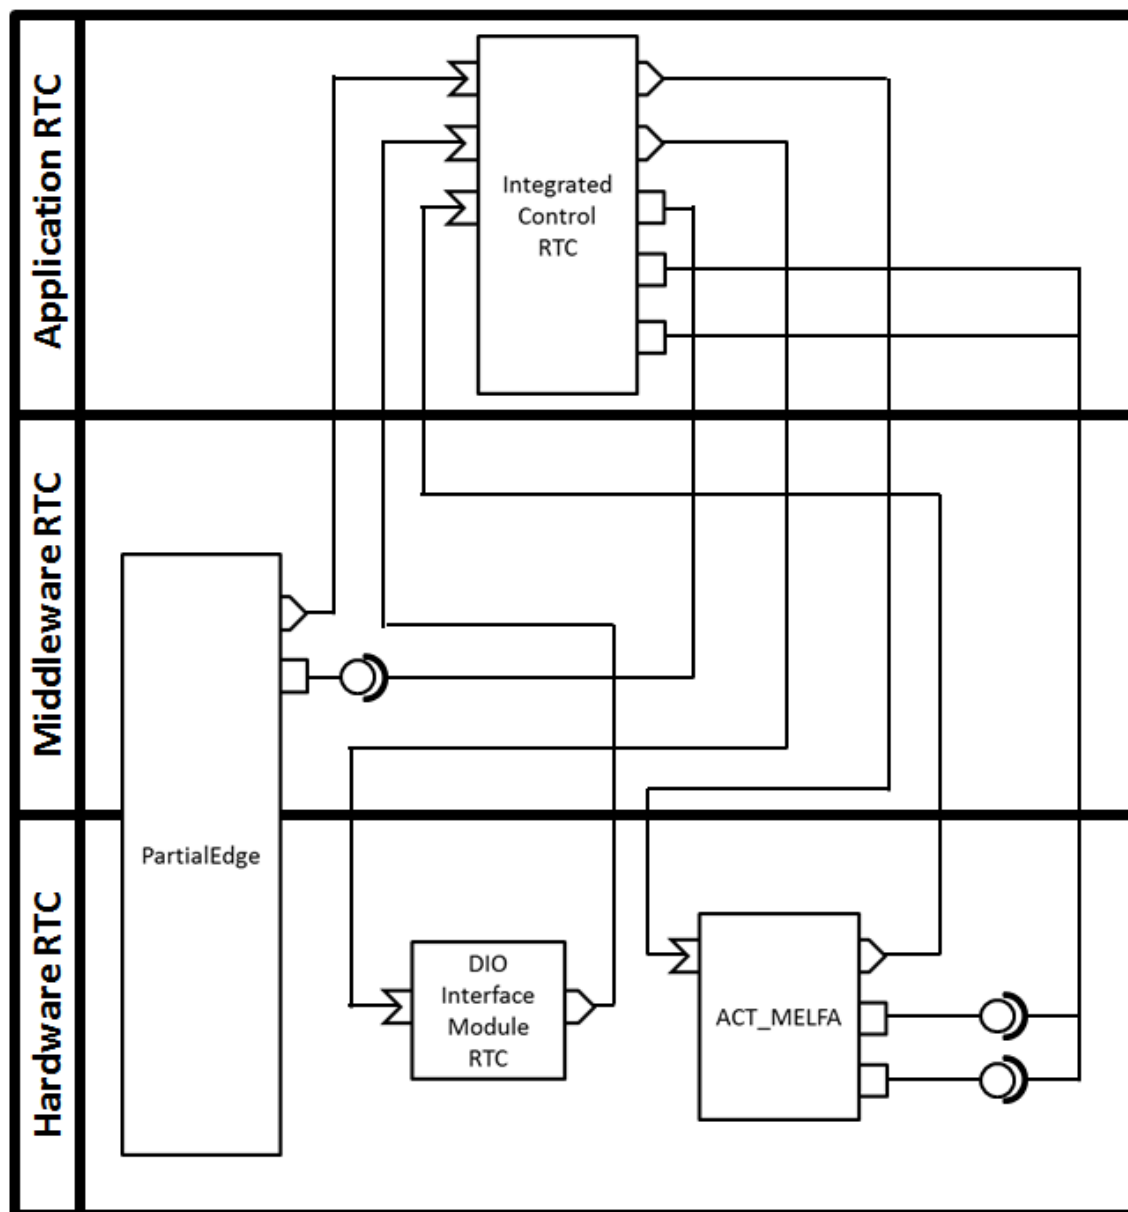 Application RTC
Integrated
Control
RTC
Middleware RTC
PartialEdge
Hardware RTC
DIO
Interface
Module
RTC
ACT_MELFA